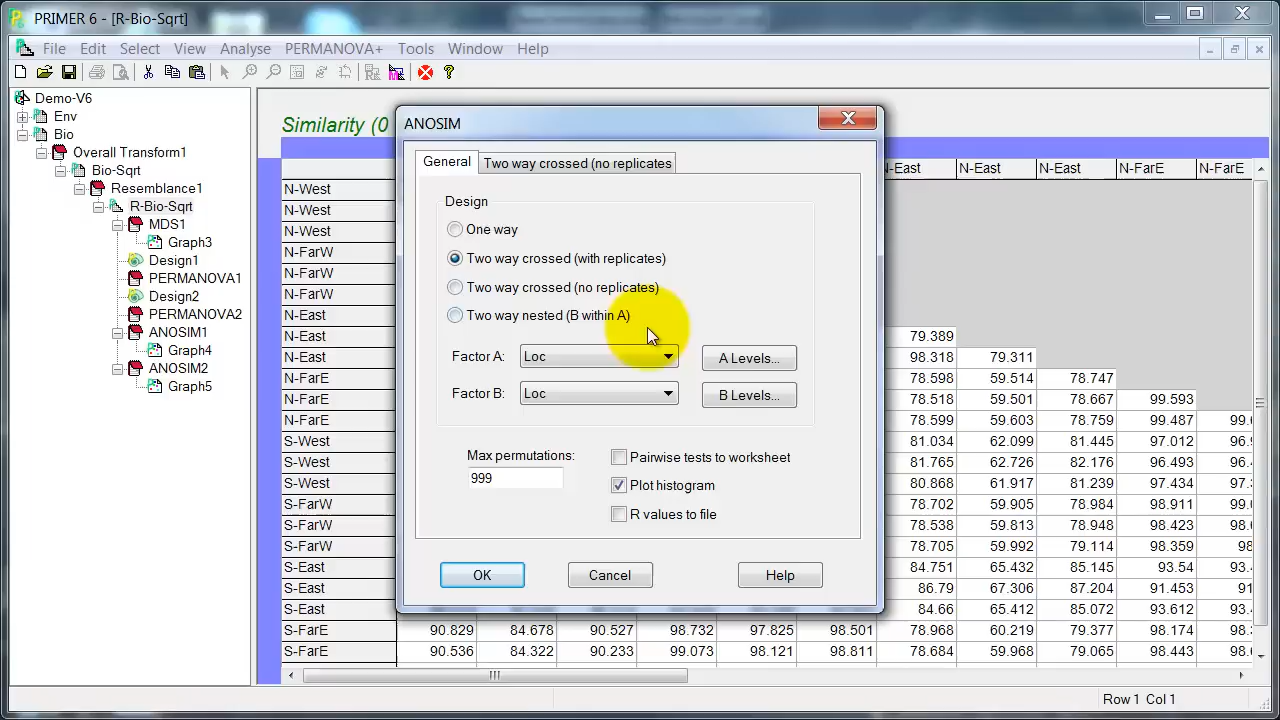 PRIMER 6 - [R-Bio-Sqrt]
File Edit Select View Analyse PERMANOVA+ Tools Window Help
Demo-V6
Env
Bio
Overall Transform1
Bio-Sqrt
Resemblance1
R-Bio-Sqrt
MDS1
Graph3
Design1
PERMANOVA1
Design2
PERMANOVA2
ANOSIM1
Graph4
ANOSIM2
Graph5
Similarity (0
N-East N-East N-East N-FarE N-FarE
N-West
N-West
N-West
N-FarW
N-FarW
N-FarW
N-East
N-East 79.389
N-East 98.318 79.311
N-FarE 78.598 59.514 78.747
N-FarE 78.518 59.501 78.667 99.593
N-FarE 78.599 59.603 78.759 99.487
S-West 81.034 62.099 81.445 97.012
S-West 81.765 62.776 82.176 96.493
S-West 80.868 61.917 81.239 97.434
S-FarW 78.702 59.905 78.984 98.911
S-FarW 78.538 59.813 78.948 98.423
S-FarW 78.705 59.992 79.114 98.359
S-East 84.751 65.432 85.145 93.54
S-East 86.79 67.306 87.204 91.453
S-East 84.66 65.412 85.072 93.612
S-FarE 90.829 84.678 90.527 98.732 97.825 98.501 78.968 60.219 79.377 98.174
S-FarE 90.536 84.322 90.233 99.073 98.121 98.811 78.684 59.968 79.065 98.443
ANOSIM
General Two way crossed (no replicates
Design
One way
Two way crossed (with replicates)
Two way crossed (no replicates)
Two way nested (B within A)
Factor A: Loc A Levels...
Factor B: Loc B Levels...
Max permutations:
999
Pairwise tests to worksheet
Plot histogram
R values to file
OK Cancel Help
Row 1 Col 1